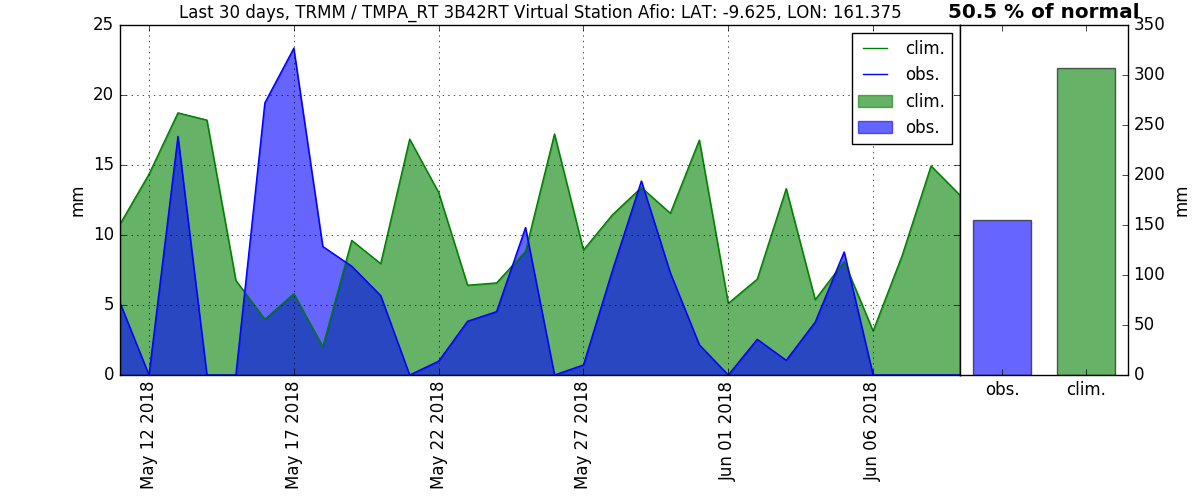 Last 30 days, TRMM / TMPA_RT 3B42RT Virtual Station Afio: LAT: -9.625, LON: 161.375
50.5 % of normal
25
20
15
10
5
0
mm
clim.
obs.
clim.
obs.
May 12 2018
May 17 2018
May 22 2018
May 27 2018
Jun 01 2018
Jun 06 2018
350
300
250
200
150
100
50
0
mm
obs.
clim.